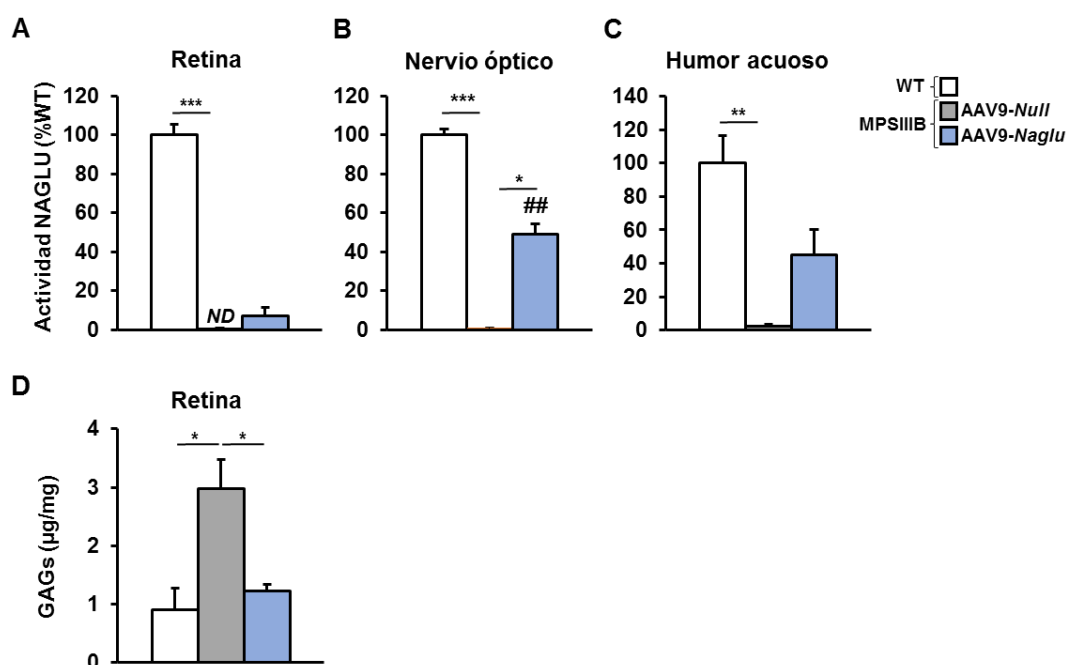 A
Retina
Actividad NAGLU (%WT)
120
100
80
60
40
20
0
***
ND
B
Nervio óptico
120
100
80
60
40
20
0
***
*
##
C
Humor acuoso
140
120
100
80
60
40
20
0
**
WT
MPSIIIB
AAV9-Null
AAV9-Naglu
D
Retina
GAGs (µg/mg)
4
3
2
1
0
*
*